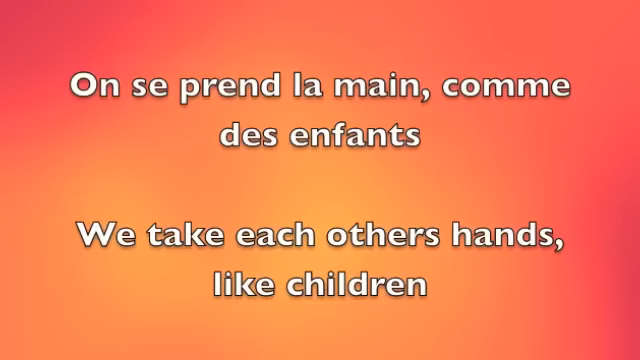 On se prend la main, comme
des enfants
We take each others hands,
like children